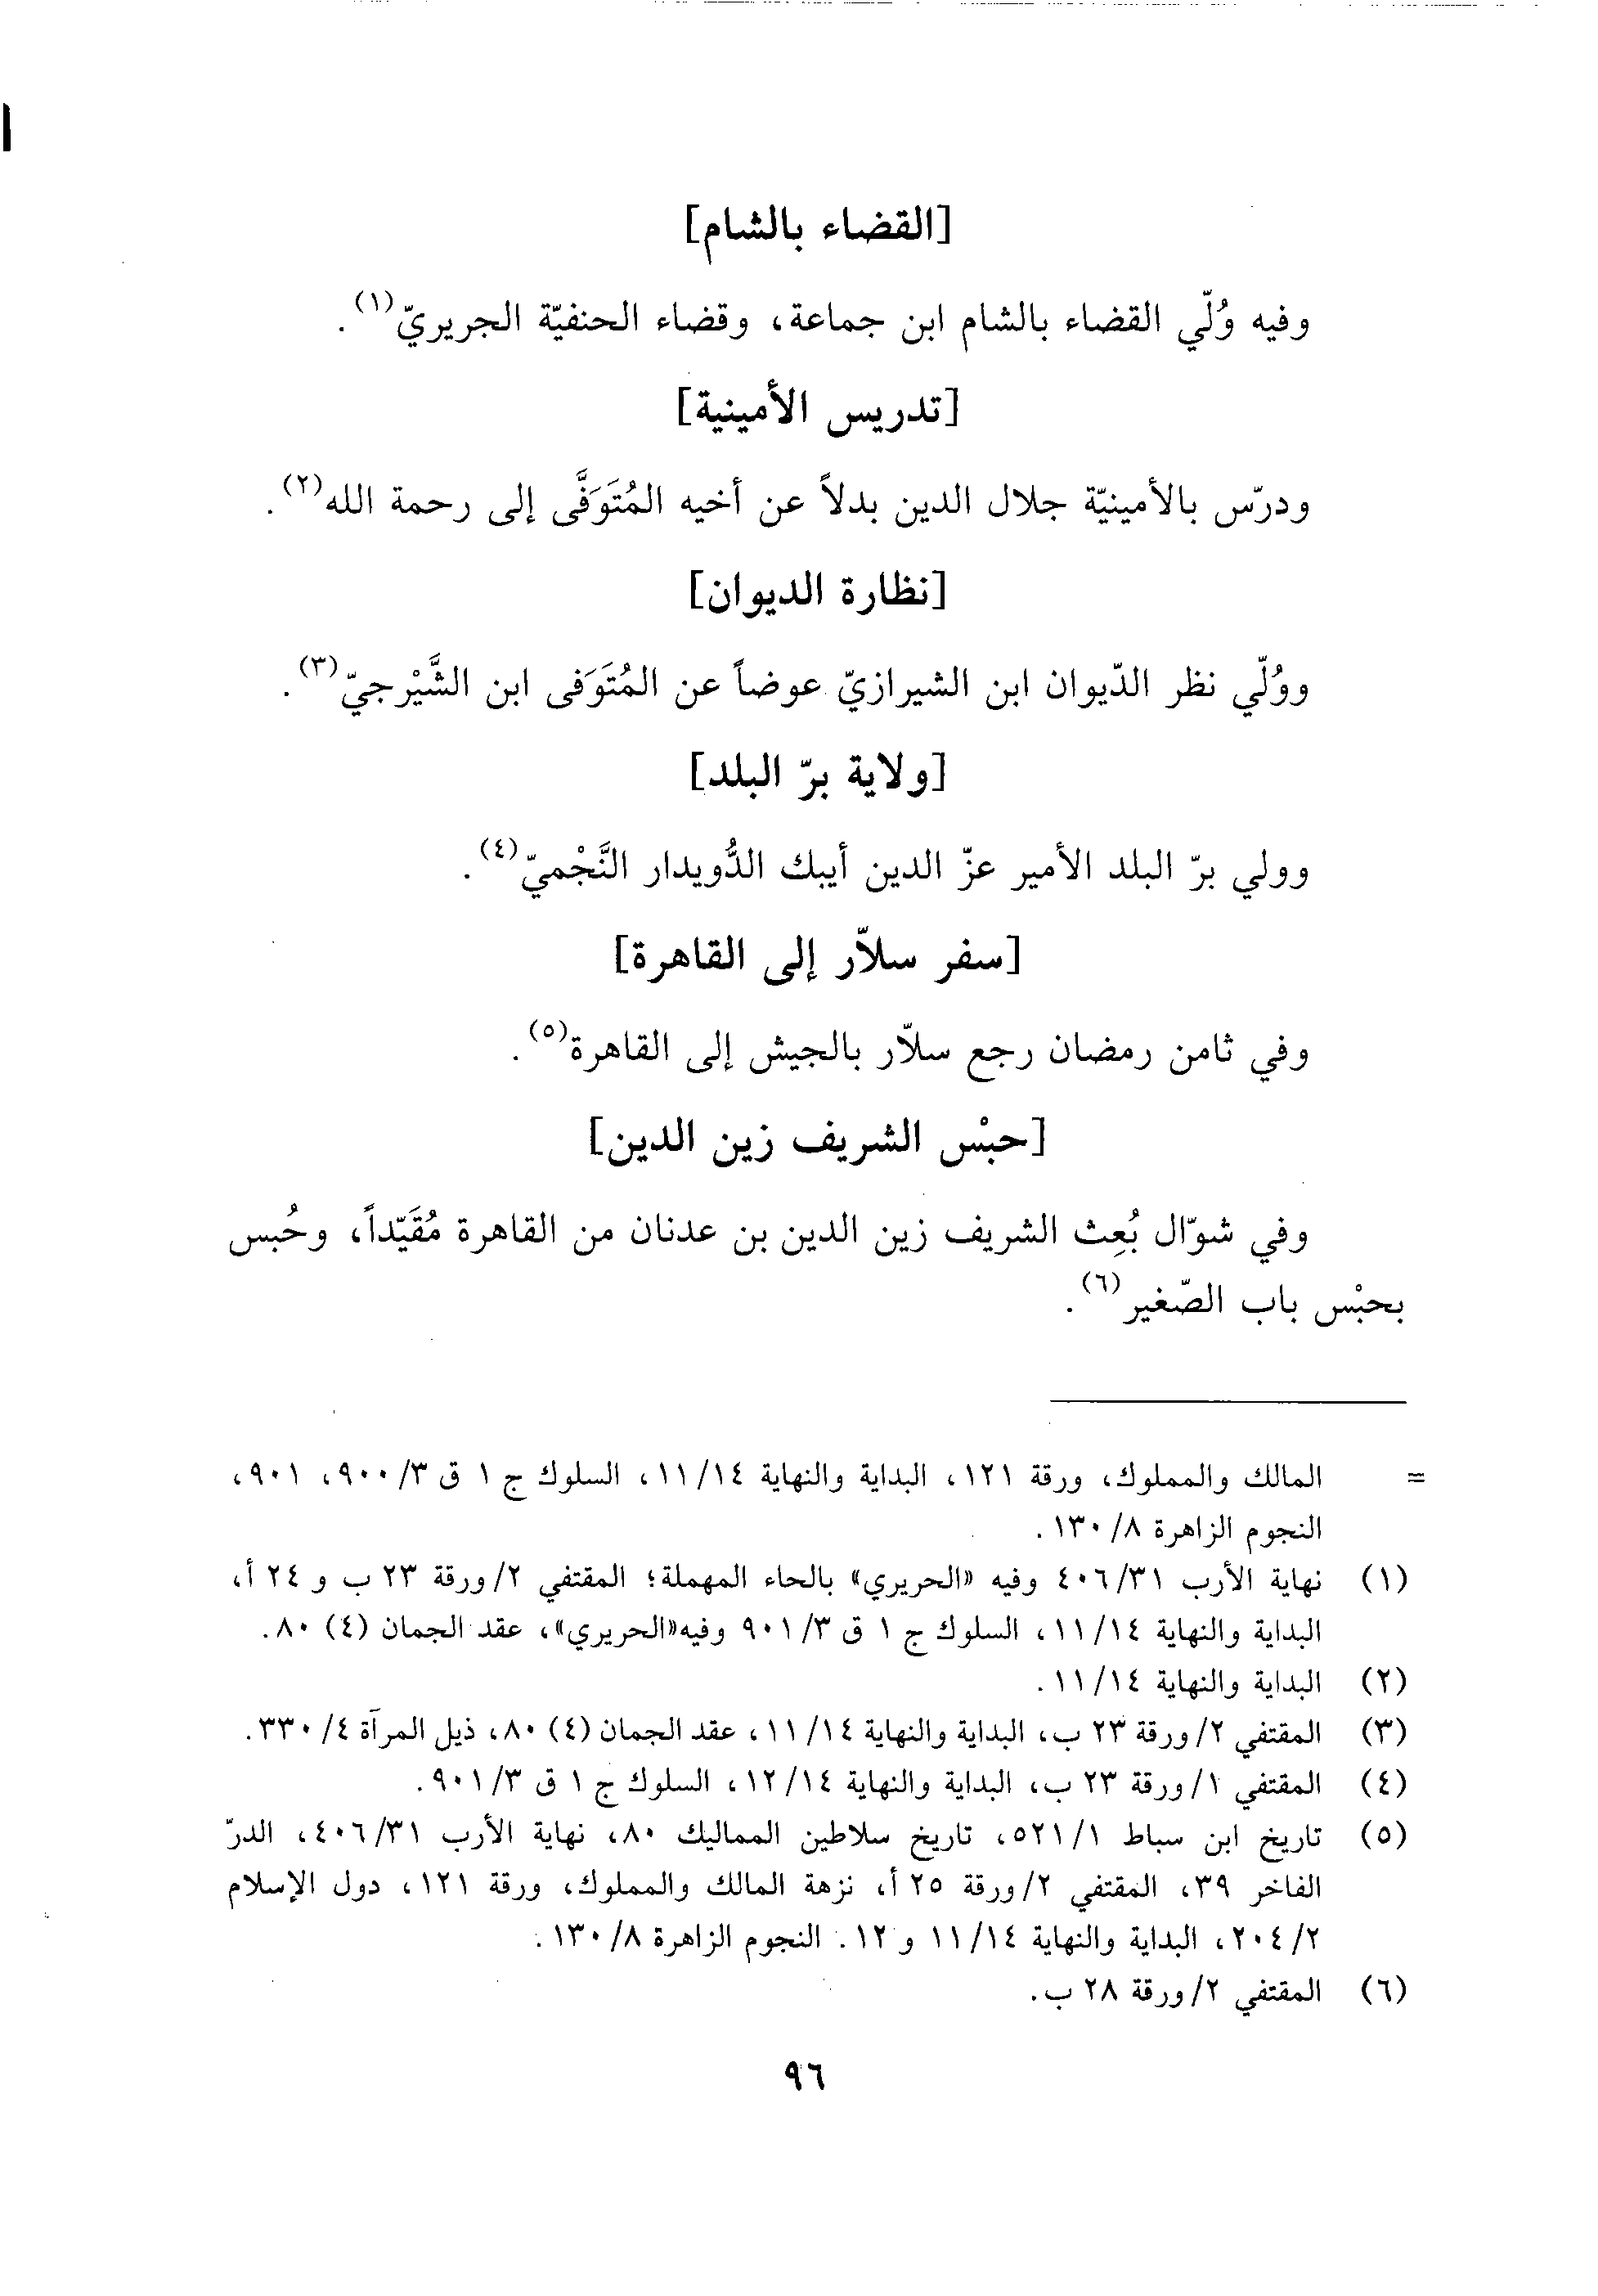 [القضاء بالشام]
وفيه وُلّي القضاء بالشام ابن جماعة، وقضاء الحنفيّة الجريريّ(١).
[تدريس الأمينية]
ودرّس بالأمينيّة جلال الدين بدلاً عن أخيه المُتَوَفَّى إلى رحمة الله(٢).
[نظارة الديوان]
ووُلّي نظر الدّيوان ابن الشيرازيّ عوضاً عن المُتَوَفى ابن الشَّيْرجيّ(٣).
[ولاية برّ البلد]
وولي برّ البلد الأمير عزّ الدين أيبك الدُّويدار النَّجْميّ(٤).
[سفر سلاّر إلى القاهرة]
وفي ثامن رمضان رجع سلاّر بالجيش إلى القاهرة(٥).
[حبْس الشريف زين الدين]
وفي شوّال بُعِث الشريف زين الدين بن عدنان من القاهرة مُقَيّداً، وحُبس
بحبْس باب الصّغير(٦).
= المالك والمملوك، ورقة ١٢١، البداية والنهاية ١١/١٤، السلوك ج ١ ق ٩٠٠/٣، ٩٠١،
النجوم الزاهرة ١٣٠/٨.
(١) نهاية الأرب ٤٠٦/٣١ وفيه «الحريري» بالحاء المهملة؛ المقتفي ٢/ورقة ٢٣ ب و ٢٤ أ،
البداية والنهاية ١١/١٤، السلوك ج ١ ق ٩٠١/٣ وفيه«الحريري»، عقد الجمان (٤) ٨٠.
(٢) البداية والنهاية ١١/١٤.
(٣) المقتفي ٢/ورقة ٢٣ ب، البداية والنهاية ١١/١٤، عقد الجمان (٤) ٨٠، ذيل المرآة ٣٣٠/٤.
(٤) المقتفي ١/ورقة ٢٣ ب، البداية والنهاية ١٢/١٤، السلوك ج ١ ق ٩٠١/٣.
(٥) تاريخ ابن سباط ٥٢١/١، تاريخ سلاطين المماليك ٨٠، نهاية الأرب ٤٠٦/٣١، الدرّ
الفاخر ٣٩، المقتفي ٢/ورقة ٢٥ أ، نزهة المالك والمملوك، ورقة ١٢١، دول الإسلام
٢٠٤/٢، البداية والنهاية ١١/١٤ و ١٢. النجوم الزاهرة ١٣٠/٨.
(٦) المقتفي ٢/ورقة ٢٨ ب.
٩٦